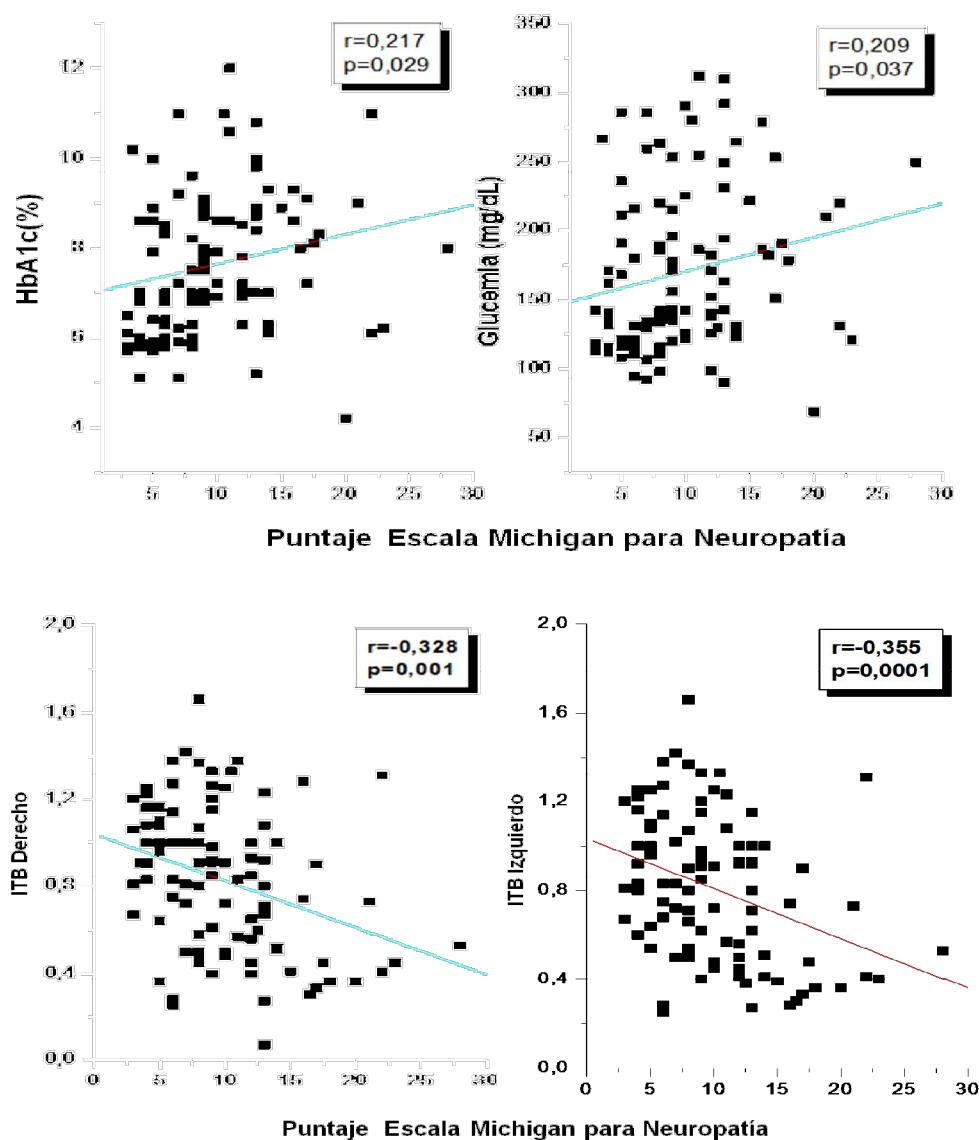 r=0,217
p=0,029
12
10
8
6
4
HbA1c(%)
5 10 15 20 25 30
r=0,209
p=0,037
350
300
250
200
150
100
50
Glucemia (mg/dL)
5 10 15 20 25 30
Puntaje Escala Michigan para Neuropatía
r=-0,328
p=0,001
2,0
1,6
1,2
0,8
0,4
0,0
ITB Derecho
0 5 10 15 20 25 30
r=-0,355
p=0,0001
2,0
1,6
1,2
0,8
0,4
0,0
ITB Izquierdo
0 5 10 15 20 25 30
Puntaje Escala Michigan para Neuropatía